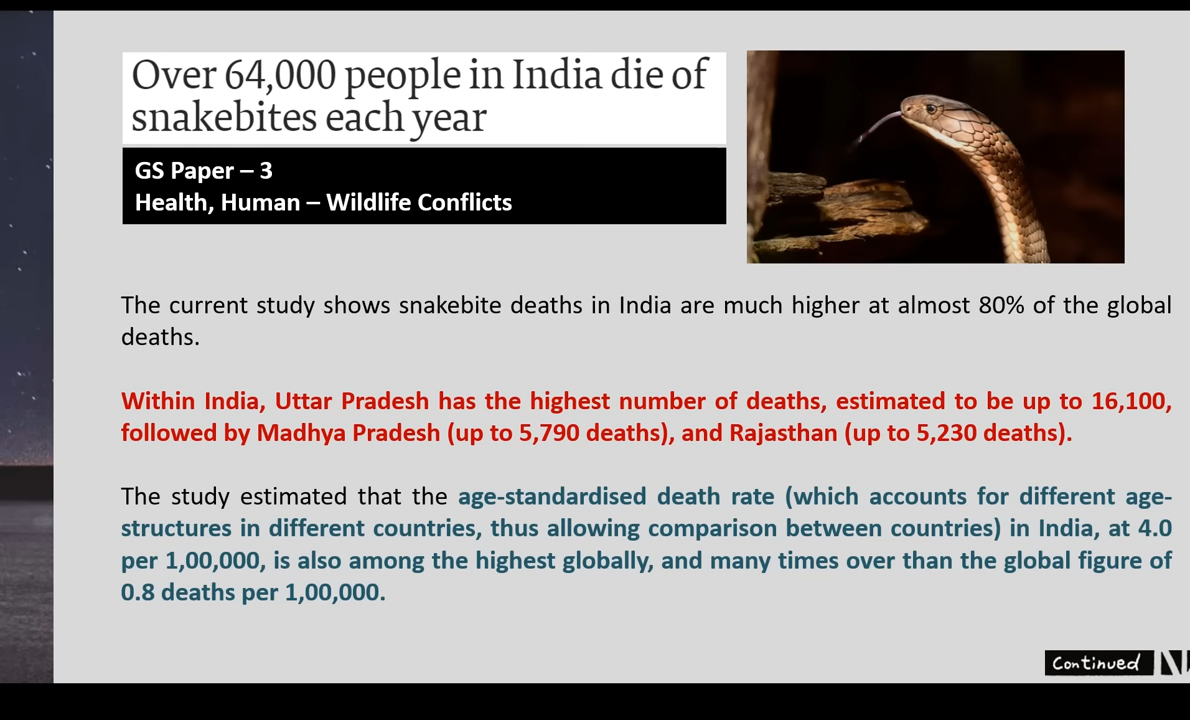 Over 64,000 people in India die of
snakebites each year
GS Paper – 3
Health, Human – Wildlife Conflicts
The current study shows snakebite deaths in India are much higher at almost 80% of the global
deaths.
Within India, Uttar Pradesh has the highest number of deaths, estimated to be up to 16,100,
followed by Madhya Pradesh (up to 5,790 deaths), and Rajasthan (up to 5,230 deaths).
The study estimated that the age-standardised death rate (which accounts for different age-
structures in different countries, thus allowing comparison between countries) in India, at 4.0
per 1,00,000, is also among the highest globally, and many times over than the global figure of
0.8 deaths per 1,00,000.
Continued